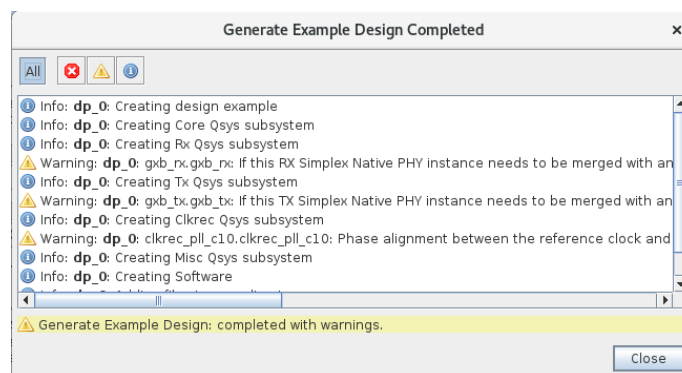 Generate Example Design Completed
All
Info: dp_0: Creating design example
Info: dp_0: Creating Core Qsys subsystem
Info: dp_0: Creating Rx Qsys subsystem
Warning: dp_0: gxb_rx.gxb_rx: If this RX Simplex Native PHY instance needs to be merged with an
Info: dp_0: Creating Tx Qsys subsystem
Warning: dp_0: gxb_tx.gxb_tx: If this TX Simplex Native PHY instance needs to be merged with an
Info: dp_0: Creating Clkrec Qsys subsystem
Warning: dp_0: clkrec_pll_c10.clkrec_pll_c10: Phase alignment between the reference clock and
Info: dp_0: Creating Misc Qsys subsystem
Info: dp_0: Creating Software
Generate Example Design: completed with warnings.
Close